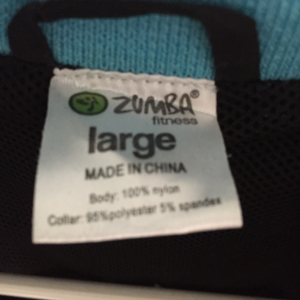 ZUMBA®
fitness
large
MADE IN CHINA
Body: 100% nylon
Collar: 95%polyester 5% spandex